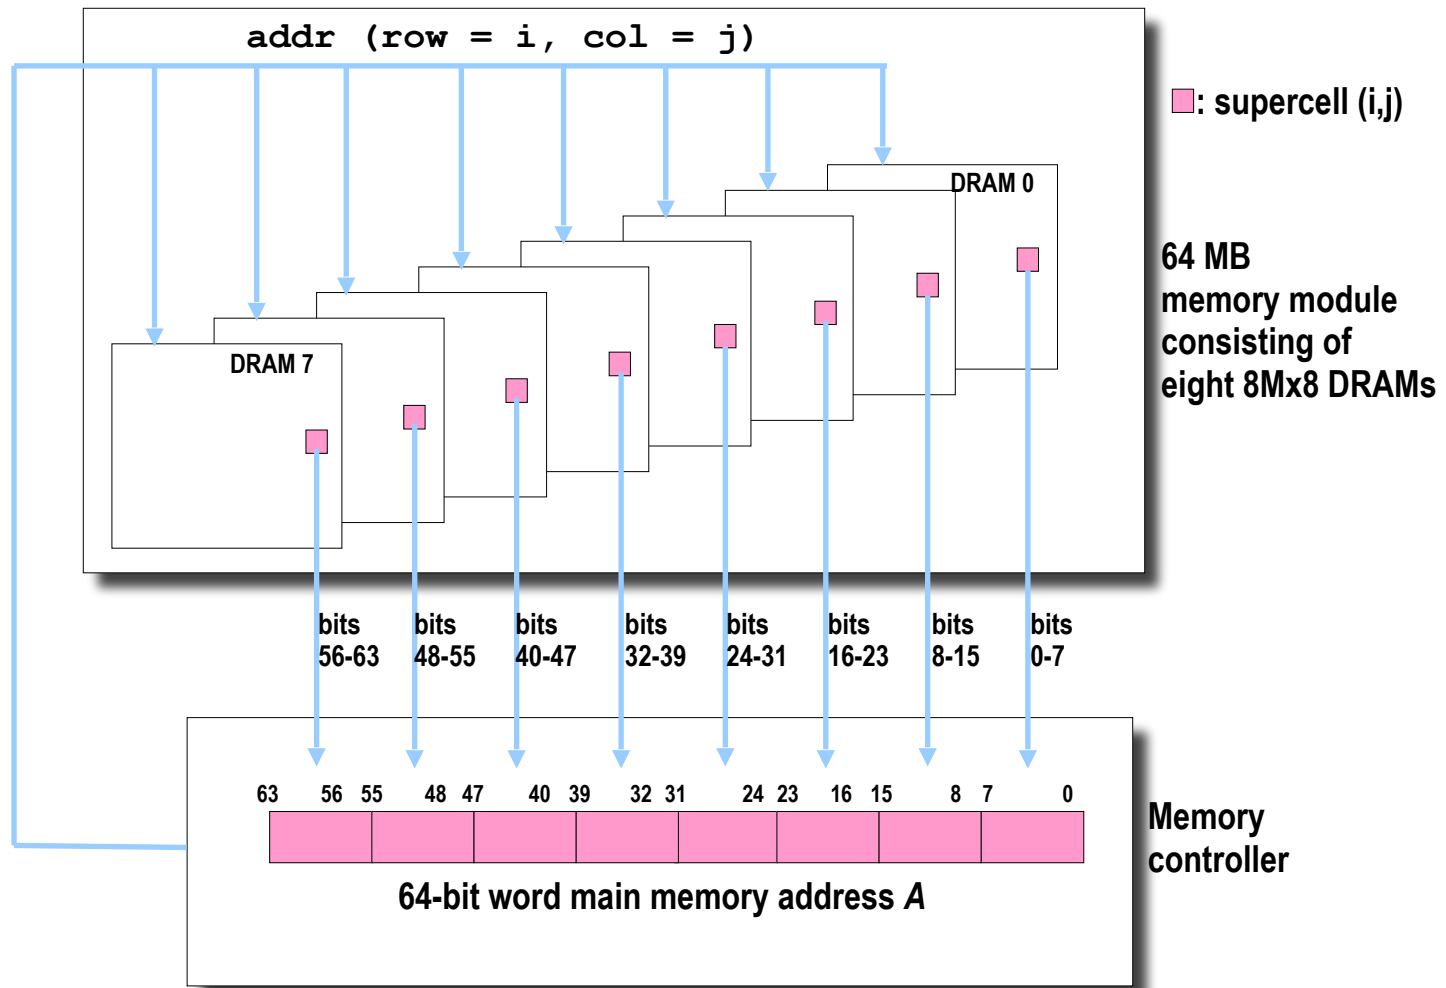 addr (row = i, col = j)
: supercell (i,j)
DRAM 0
64 MB
memory module
consisting of
eight 8Mx8 DRAMs
DRAM 7
bits
56-63
bits
48-55
bits
40-47
bits
32-39
bits
24-31
bits
16-23
bits
8-15
bits
0-7
63 56 55 48 47 40 39 32 31 24 23 16 15 8 7 0
64-bit word main memory address A
Memory
controller